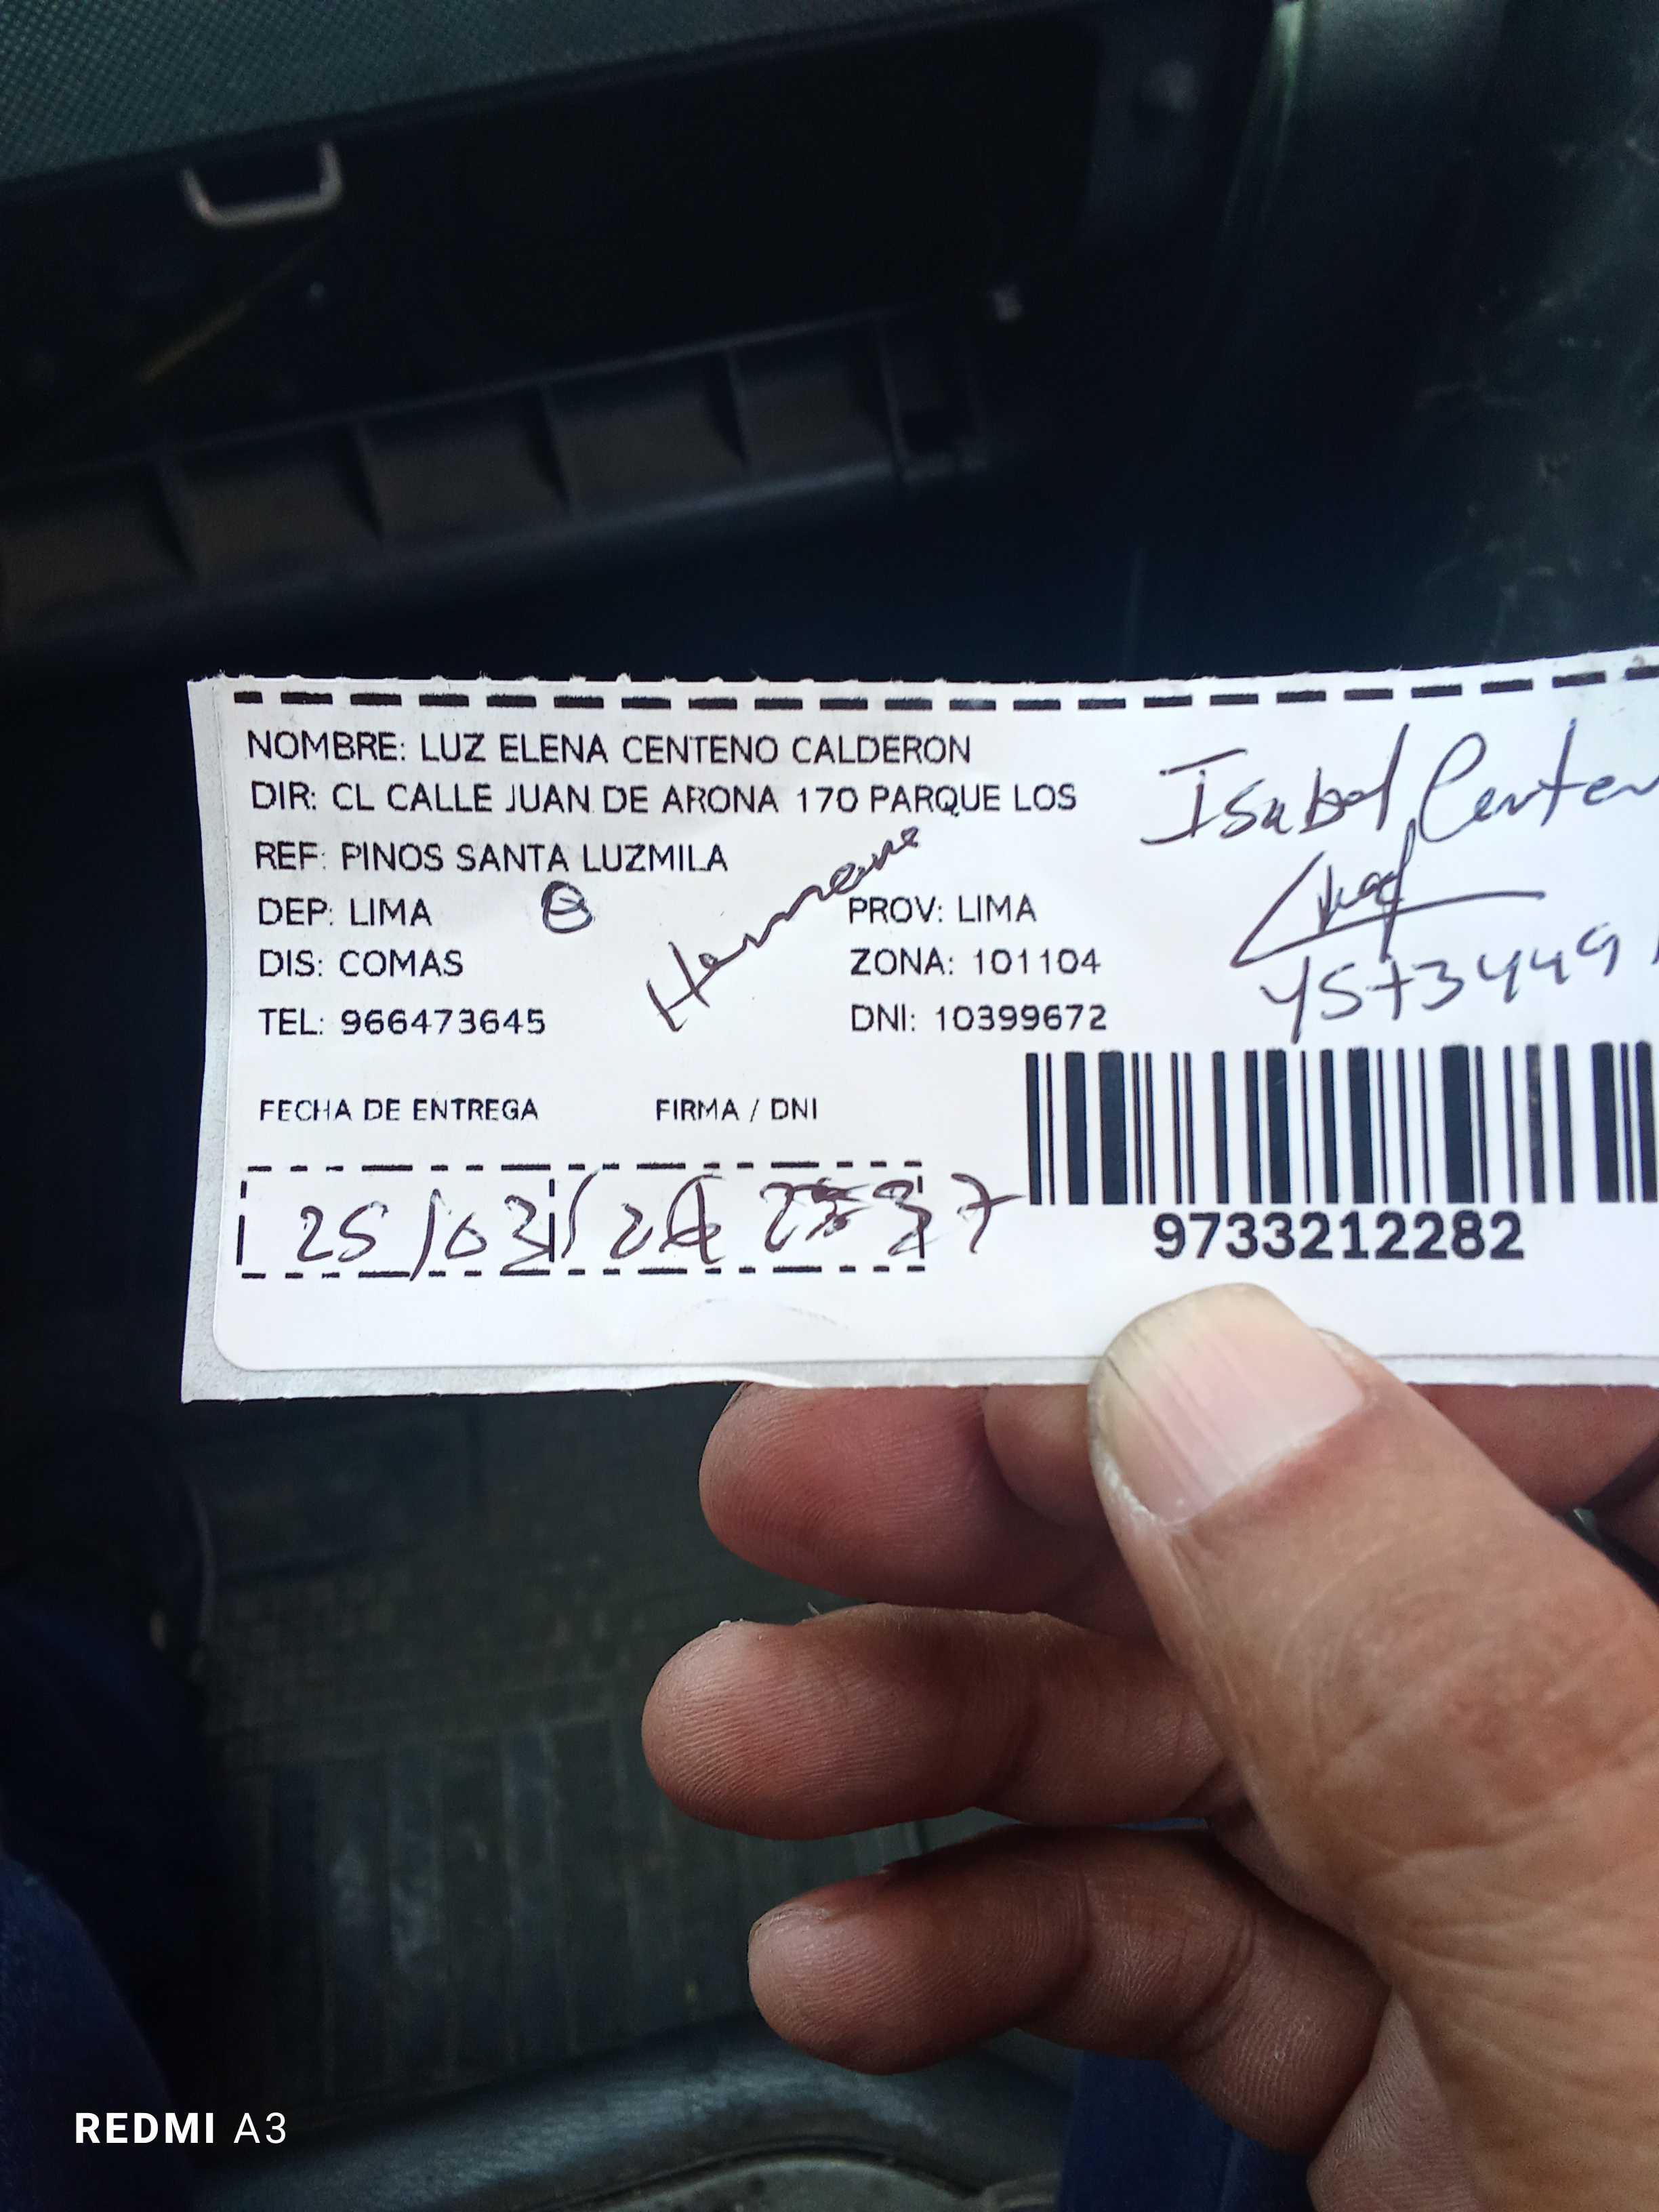 NOMBRE: LUZ ELENA CENTENO CALDERON
DIR: CL CALLE JUAN DE ARONA 170 PARQUE LOS
REF: PINOS SANTA LUZMILA
DEP: LIMA
PROV: LIMA
DIS: COMAS
ZONA: 101104
TEL: 966473645
DNI: 10399672
Hermana
Isabel Centen
FECHA DE ENTREGA
FIRMA / DNI
25/03/
9733212282
REDMI A3